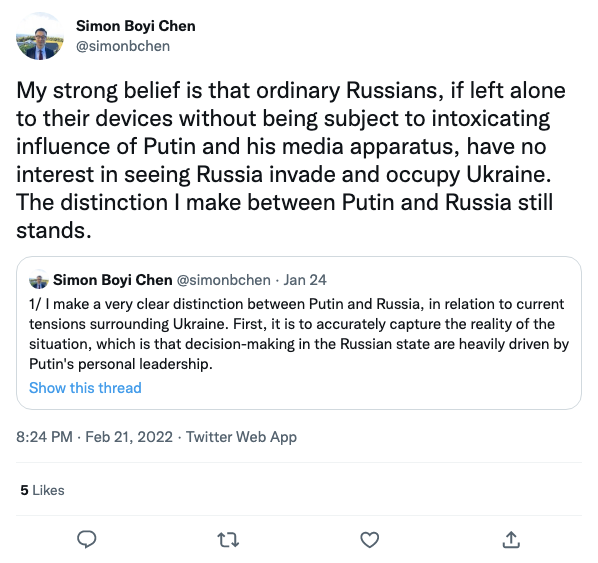 Simon Boyi Chen
@simonbchen
My strong belief is that ordinary Russians, if left alone
to their devices without being subject to intoxicating
influence of Putin and his media apparatus, have no
interest in seeing Russia invade and occupy Ukraine.
The distinction I make between Putin and Russia still
stands.
Simon Boyi Chen @simonbchen · Jan 24
1/ I make a very clear distinction between Putin and Russia, in relation to current
tensions surrounding Ukraine. First, it is to accurately capture the reality of the
situation, which is that decision-making in the Russian state are heavily driven by
Putin's personal leadership.
Show this thread
8:24 PM · Feb 21, 2022 · Twitter Web App
5 Likes